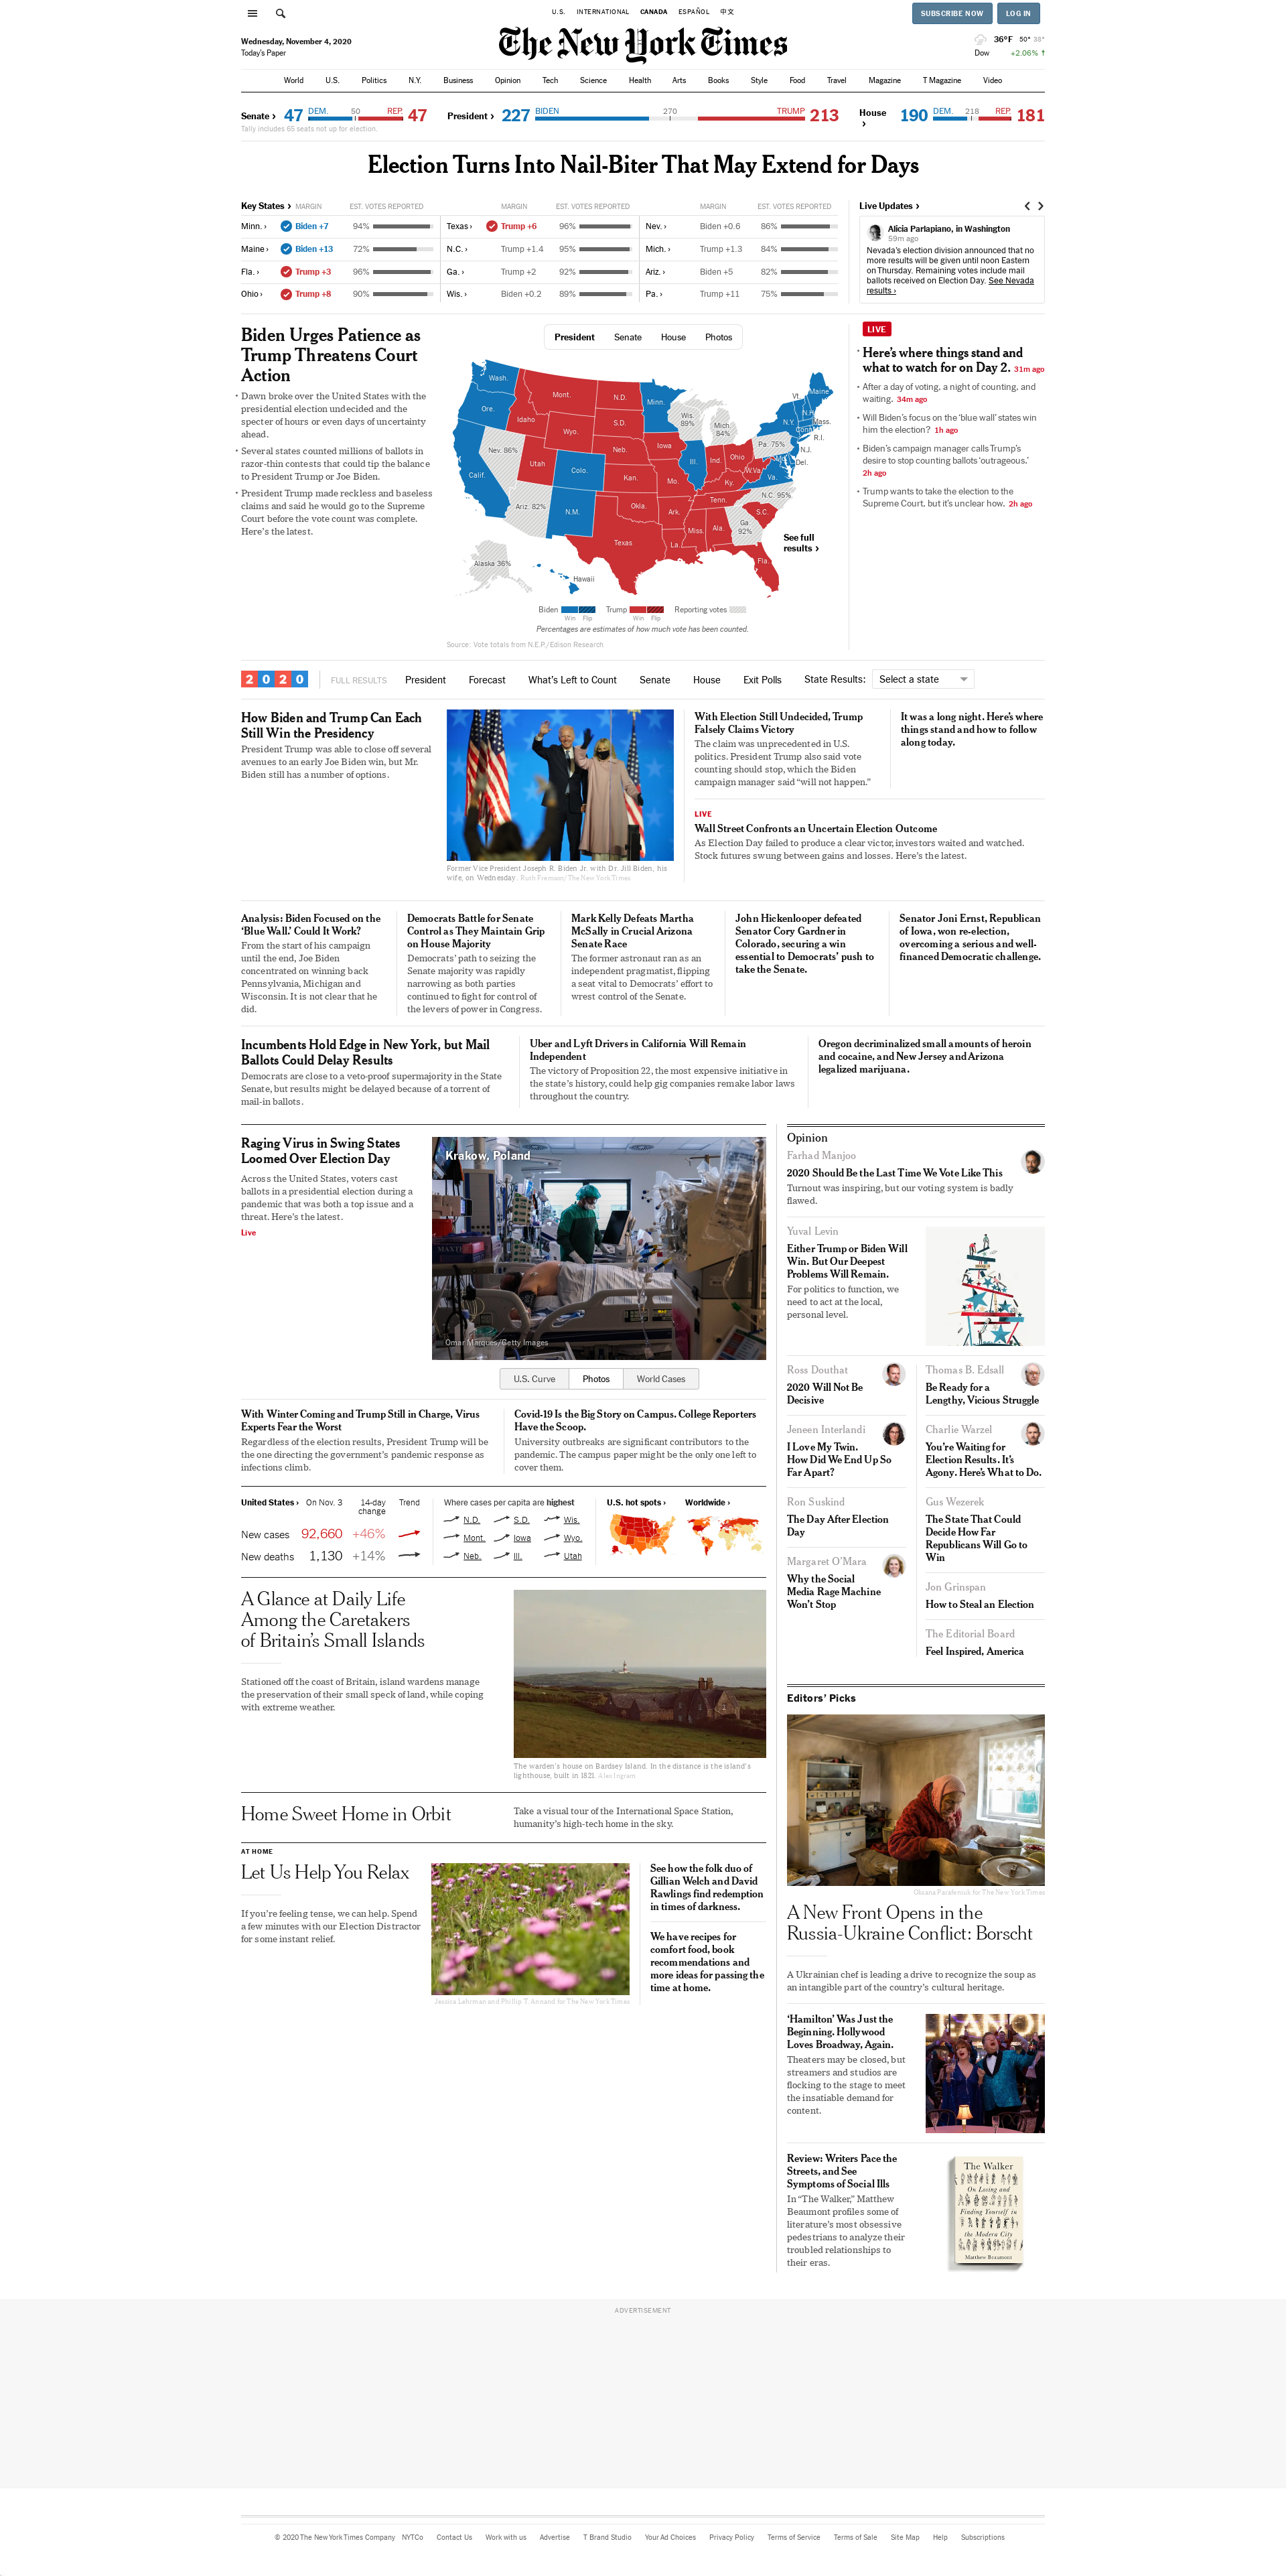 U.S. INTERNATIONAL CANADA ESPAÑOL 中文
SUBSCRIBE NOW LOG IN
Wednesday, November 4, 2020
Today's Paper
The New York Times
36°F 50° 38°
Dow +2.06% ↑
World U.S. Politics N.Y. Business Opinion Tech Science Health Arts Books Style Food Travel Magazine T Magazine Video
Senate › 47 DEM. 50 REP. 47
Tally includes 65 seats not up for election.
President › 227 BIDEN 270 TRUMP 213
House › 190 DEM. 218 REP. 181
Election Turns Into Nail-Biter That May Extend for Days
Key States › MARGIN EST. VOTES REPORTED
Minn. › Biden +7 94%
Maine › Biden +13 72%
Fla. › Trump +3 96%
Ohio › Trump +8 90%
MARGIN EST. VOTES REPORTED
Texas › Trump +6 96%
N.C. › Trump +1.4 95%
Ga. › Trump +2 92%
Wis. › Biden +0.2 89%
MARGIN EST. VOTES REPORTED
Nev. › Biden +0.6 86%
Mich. › Trump +1.3 84%
Ariz. › Biden +5 82%
Pa. › Trump +11 75%
Live Updates ›
Alicia Parlapiano, in Washington
59m ago
Nevada's election division announced that no
more results will be given until noon Eastern
on Thursday. Remaining votes include mail
ballots received on Election Day. See Nevada
results ›
Biden Urges Patience as
Trump Threatens Court
Action
• Dawn broke over the United States with the
presidential election undecided and the
specter of hours or even days of uncertainty
ahead.
• Several states counted millions of ballots in
razor-thin contests that could tip the balance
to President Trump or Joe Biden.
• President Trump made reckless and baseless
claims and said he would go to the Supreme
Court before the vote count was complete.
Here's the latest.
President Senate House Photos
Wash.
Ore.
Idaho
Mont.
N.D.
Minn.
Wis.
89%
Mich.
84%
Vt.
Maine
N.H.
N.Y.
Mass.
Conn.
R.I.
N.J.
Del.
Md.
Pa. 75%
S.D.
Wyo.
Nev. 86%
Utah
Colo.
Calif.
Neb.
Iowa
Ill.
Ind.
Ohio
W.Va.
Va.
Kan.
Mo.
Ky.
N.C. 95%
Tenn.
S.C.
Ariz. 82%
N.M.
Okla.
Ark.
Miss.
Ala.
Ga.
92%
Texas
La.
Fla.
Alaska 36%
Hawaii
See full
results ›
Biden Win Flip Trump Win Flip Reporting votes
Percentages are estimates of how much vote has been counted.
Source: Vote totals from N.E.P./Edison Research
LIVE
• Here's where things stand and
what to watch for on Day 2. 31m ago
• After a day of voting, a night of counting, and
waiting. 34m ago
• Will Biden's focus on the 'blue wall' states win
him the election? 1h ago
• Biden's campaign manager calls Trump's
desire to stop counting ballots 'outrageous.'
2h ago
• Trump wants to take the election to the
Supreme Court, but it's unclear how. 2h ago
2020 FULL RESULTS President Forecast What's Left to Count Senate House Exit Polls State Results: Select a state
How Biden and Trump Can Each
Still Win the Presidency
President Trump was able to close off several
avenues to an early Joe Biden win, but Mr.
Biden still has a number of options.
Former Vice President Joseph R. Biden Jr. with Dr. Jill Biden, his
wife, on Wednesday. Ruth Fremson/The New York Times
With Election Still Undecided, Trump
Falsely Claims Victory
The claim was unprecedented in U.S.
politics. President Trump also said vote
counting should stop, which the Biden
campaign manager said "will not happen."
It was a long night. Here's where
things stand and how to follow
along today.
LIVE
Wall Street Confronts an Uncertain Election Outcome
As Election Day failed to produce a clear victor, investors waited and watched.
Stock futures swung between gains and losses. Here's the latest.
Analysis: Biden Focused on the
'Blue Wall.' Could It Work?
From the start of his campaign
until the end, Joe Biden
concentrated on winning back
Pennsylvania, Michigan and
Wisconsin. It is not clear that he
did.
Democrats Battle for Senate
Control as They Maintain Grip
on House Majority
Democrats' path to seizing the
Senate majority was rapidly
narrowing as both parties
continued to fight for control of
the levers of power in Congress.
Mark Kelly Defeats Martha
McSally in Crucial Arizona
Senate Race
The former astronaut ran as an
independent pragmatist, flipping
a seat vital to Democrats' effort to
wrest control of the Senate.
John Hickenlooper defeated
Senator Cory Gardner in
Colorado, securing a win
essential to Democrats' push to
take the Senate.
Senator Joni Ernst, Republican
of Iowa, won re-election,
overcoming a serious and well-
financed Democratic challenge.
Incumbents Hold Edge in New York, but Mail
Ballots Could Delay Results
Democrats are close to a veto-proof supermajority in the State
Senate, but results might be delayed because of a torrent of
mail-in ballots.
Uber and Lyft Drivers in California Will Remain
Independent
The victory of Proposition 22, the most expensive initiative in
the state's history, could help gig companies remake labor laws
throughout the country.
Oregon decriminalized small amounts of heroin
and cocaine, and New Jersey and Arizona
legalized marijuana.
Raging Virus in Swing States
Loomed Over Election Day
Across the United States, voters cast
ballots in a presidential election during a
pandemic that was both a top issue and a
threat. Here's the latest.
Live
Krakow, Poland
Omar Marques/Getty Images
U.S. Curve Photos World Cases
With Winter Coming and Trump Still in Charge, Virus
Experts Fear the Worst
Regardless of the election results, President Trump will be
the one directing the government's pandemic response as
infections climb.
Covid-19 Is the Big Story on Campus. College Reporters
Have the Scoop.
University outbreaks are significant contributors to the
pandemic. The campus paper might be the only one left to
cover them.
United States › On Nov. 3 14-day
change Trend
New cases 92,660 +46%
New deaths 1,130 +14%
Where cases per capita are highest
N.D. S.D. Wis.
Mont. Iowa Wyo.
Neb. Ill. Utah
U.S. hot spots › Worldwide ›
A Glance at Daily Life
Among the Caretakers
of Britain's Small Islands
Stationed off the coast of Britain, island wardens manage
the preservation of their small speck of land, while coping
with extreme weather.
The warden's house on Bardsey Island. In the distance is the island's
lighthouse, built in 1821. Alex Ingram
Home Sweet Home in Orbit
Take a visual tour of the International Space Station,
humanity's high-tech home in the sky.
AT HOME
Let Us Help You Relax
If you're feeling tense, we can help. Spend
a few minutes with our Election Distractor
for some instant relief.
Jessica Lehrman and Phillip T. Annand for The New York Times
See how the folk duo of
Gillian Welch and David
Rawlings find redemption
in times of darkness.
We have recipes for
comfort food, book
recommendations and
more ideas for passing the
time at home.
Opinion
Farhad Manjoo
2020 Should Be the Last Time We Vote Like This
Turnout was inspiring, but our voting system is badly
flawed.
Yuval Levin
Either Trump or Biden Will
Win. But Our Deepest
Problems Will Remain.
For politics to function, we
need to act at the local,
personal level.
Ross Douthat
2020 Will Not Be
Decisive
Jeneen Interlandi
I Love My Twin.
How Did We End Up So
Far Apart?
Ron Suskind
The Day After Election
Day
Margaret O'Mara
Why the Social
Media Rage Machine
Won't Stop
Thomas B. Edsall
Be Ready for a
Lengthy, Vicious Struggle
Charlie Warzel
You're Waiting for
Election Results. It's
Agony. Here's What to Do.
Gus Wezerek
The State That Could
Decide How Far
Republicans Will Go to
Win
Jon Grinspan
How to Steal an Election
The Editorial Board
Feel Inspired, America
Editors' Picks
Oksana Parafeniuk for The New York Times
A New Front Opens in the
Russia-Ukraine Conflict: Borscht
A Ukrainian chef is leading a drive to recognize the soup as
an intangible part of the country's cultural heritage.
'Hamilton' Was Just the
Beginning. Hollywood
Loves Broadway, Again.
Theaters may be closed, but
streamers and studios are
flocking to the stage to meet
the insatiable demand for
content.
Review: Writers Pace the
Streets, and See
Symptoms of Social Ills
In "The Walker," Matthew
Beaumont profiles some of
literature's most obsessive
pedestrians to analyze their
troubled relationships to
their eras.
The Walker
On Losing and
Finding Yourself in
the Modern City
Matthew Beaumont
ADVERTISEMENT
© 2020 The New York Times Company NYTCo Contact Us Work with us Advertise T Brand Studio Your Ad Choices Privacy Policy Terms of Service Terms of Sale Site Map Help Subscriptions